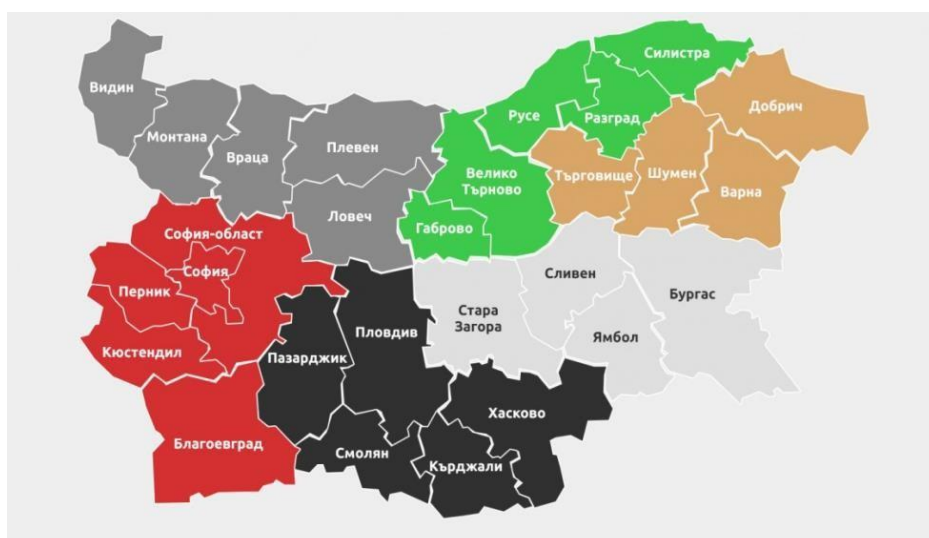 Силистра
Видин
Добрич
Русе
Разград
Монтана
Плевен
Враца
Велико
Търново
Търговище
Шумен
Варна
Ловеч
Габрово
София-област
София
Сливен
Перник
Бургас
Стара
Загора
Пловдив
Ямбол
Кюстендил
Пазарджик
Хасково
Благоевград
Смолян
Кърджали